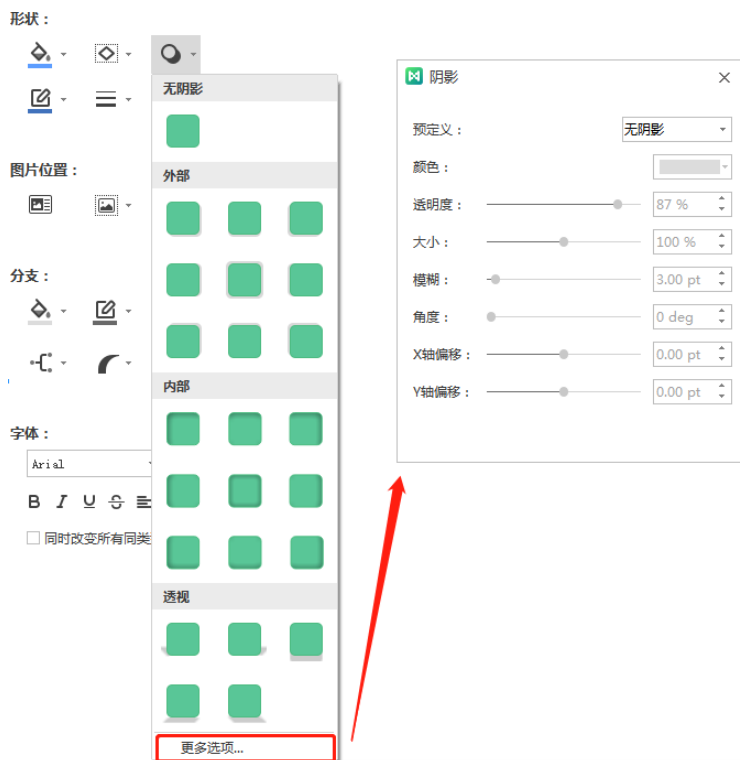 形状：
无阴影
外部
图片位置：
分支：
内部
字体：
Arial
B I U S
同时改变所有同类
透视
更多选项...
阴影
预定义： 无阴影
颜色：
透明度： 87 %
大小： 100 %
模糊： 3.00 pt
角度： 0 deg
X轴偏移： 0.00 pt
Y轴偏移： 0.00 pt